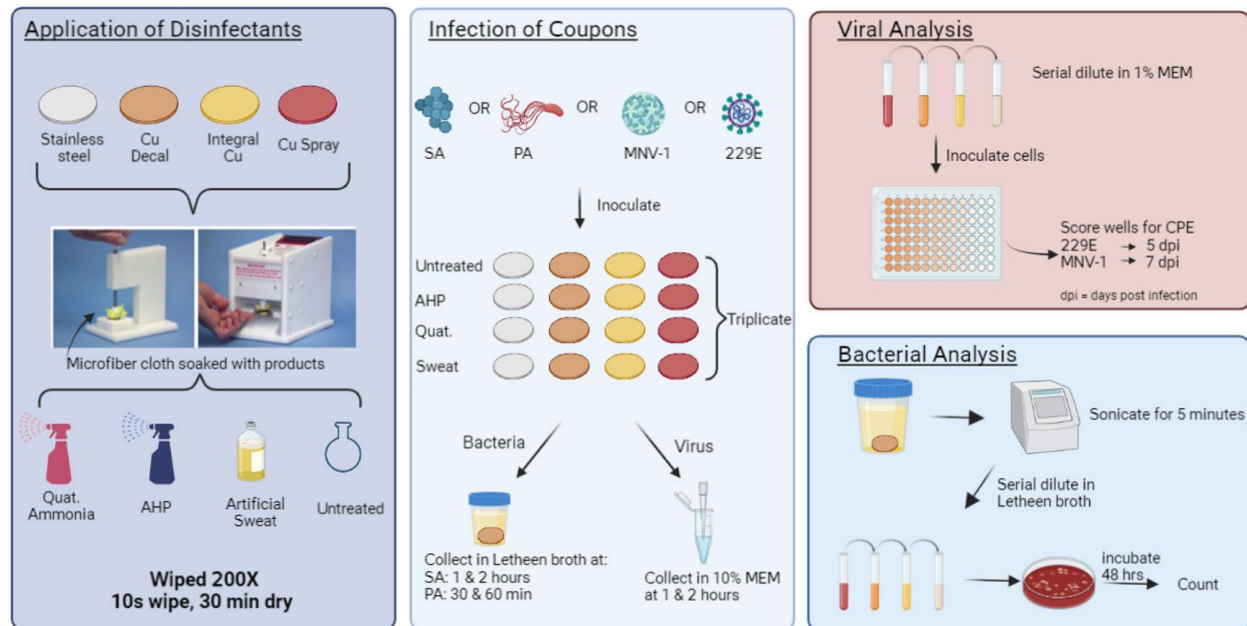 Application of Disinfectants
Stainless
steel
Cu
Decal
Integral
Cu
Cu Spray
Microfiber cloth soaked with products
Quat.
Ammonia
AHP
Artificial
Sweat
Untreated
Wiped 200X
10s wipe, 30 min dry
Infection of Coupons
OR
OR
OR
SA
PA
MNV-1
229E
Inoculate
Untreated
AHP
Quat.
Sweat
Triplicate
Bacteria
Virus
Collect in Letheen broth at:
SA: 1 & 2 hours
PA: 30 & 60 min
Collect in 10% MEM
at 1 & 2 hours
Viral Analysis
Serial dilute in 1% MEM
Inoculate cells
Score wells for CPE
229E → 5 dpi
MNV-1 → 7 dpi
dpi = days post infection
Bacterial Analysis
Sonicate for 5 minutes
Serial dilute in
Letheen broth
incubate
48 hrs
Count